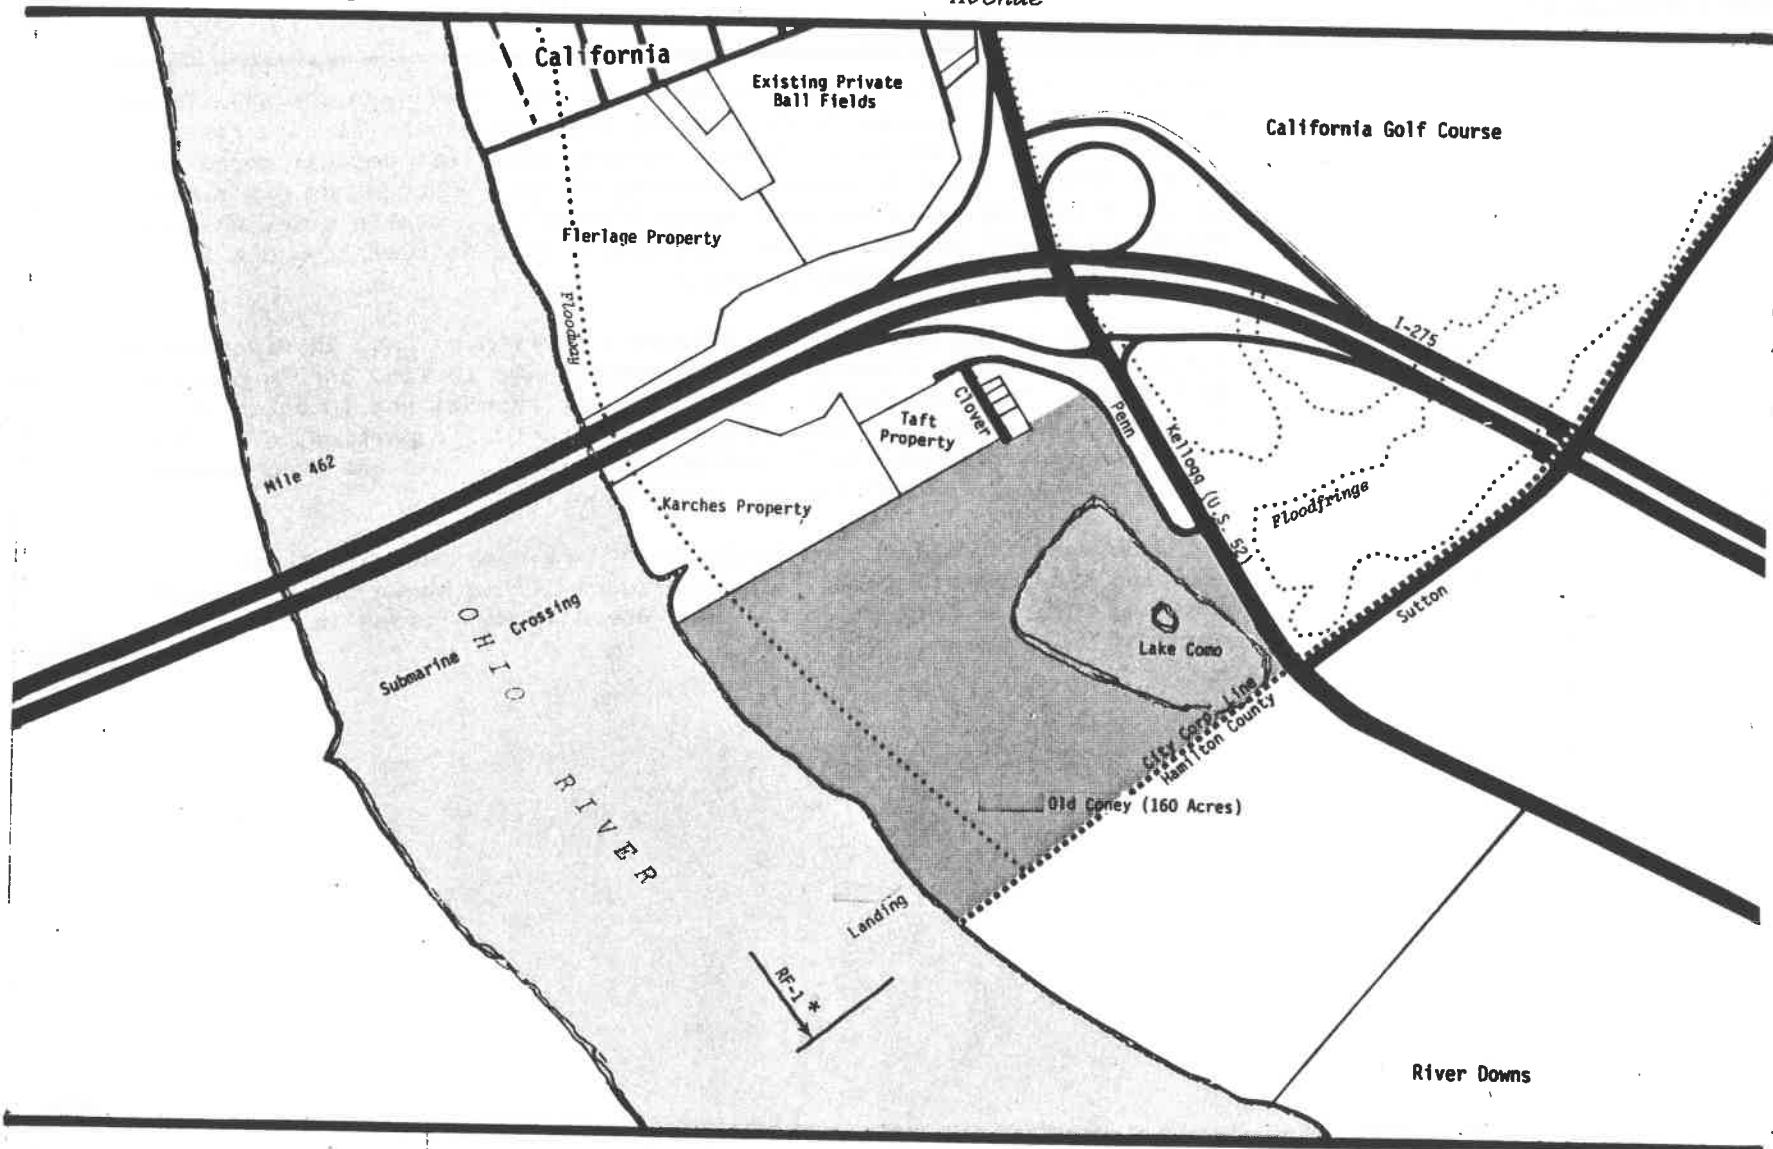 Avenue
California
Existing Private
Ball Fields
California Golf Course
Flerlage Property
Floodway
I-275
Taft
Property
Clover
Penn
Kellogg (U.S. 52)
Mile 462
Karches Property
Floodfringe
Sutton
Submarine Crossing
OHIO RIVER
Lake Como
City Corp. Line
Hamilton County
Old Coney (160 Acres)
Landing
RF-1 *
River Downs